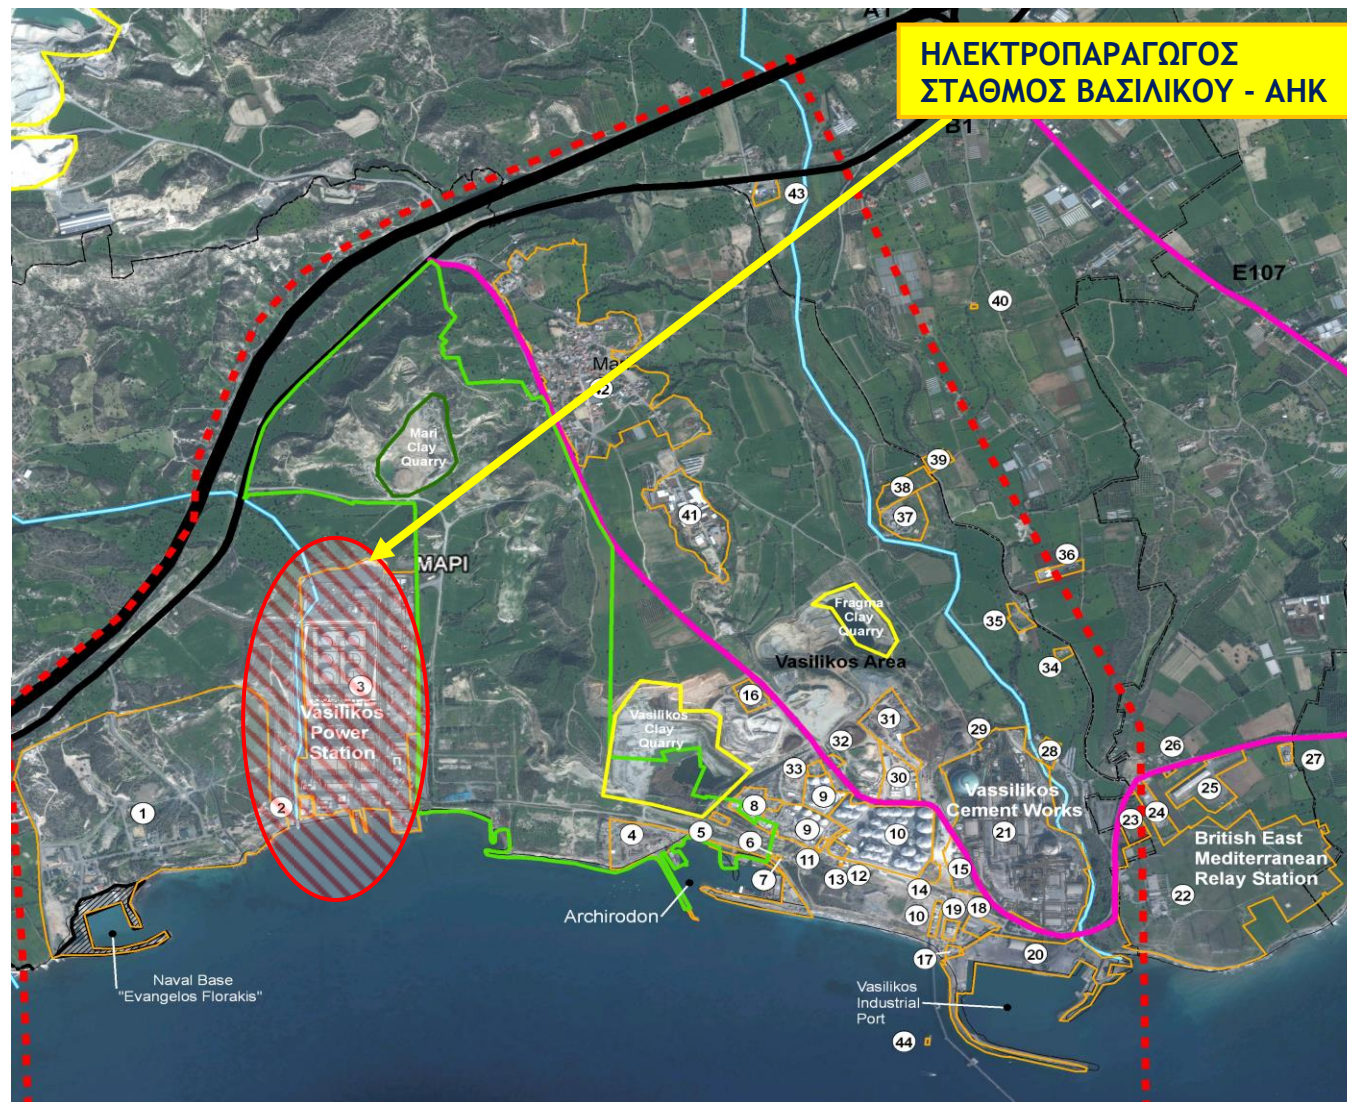 A1
ΗΛΕΚΤΡΟΠΑΡΑΓΩΓΟΣ
ΣΤΑΘΜΟΣ ΒΑΣΙΛΙΚΟΥ - ΑΗΚ
B1
43
E107
40
Mari
42
Mari
Clay
Quarry
39
38
37
41
36
ΜΑΡΙ
35
34
Fragma
Clay
Quarry
Vasilikos Area
3
Vasilikos
Power
Station
16
31
32
29
28
26
27
Vasilikos
Clay
Quarry
33
30
25
Vassilikos
Cement Works
1
2
8
9
24
23
4
5
9
10
21
British East
Mediterranean
Relay Station
6
11
7
13
12
15
14
22
Archirodon
10
19
18
17
20
Naval Base
"Evangelos Florakis"
Vasilikos
Industrial
Port
44